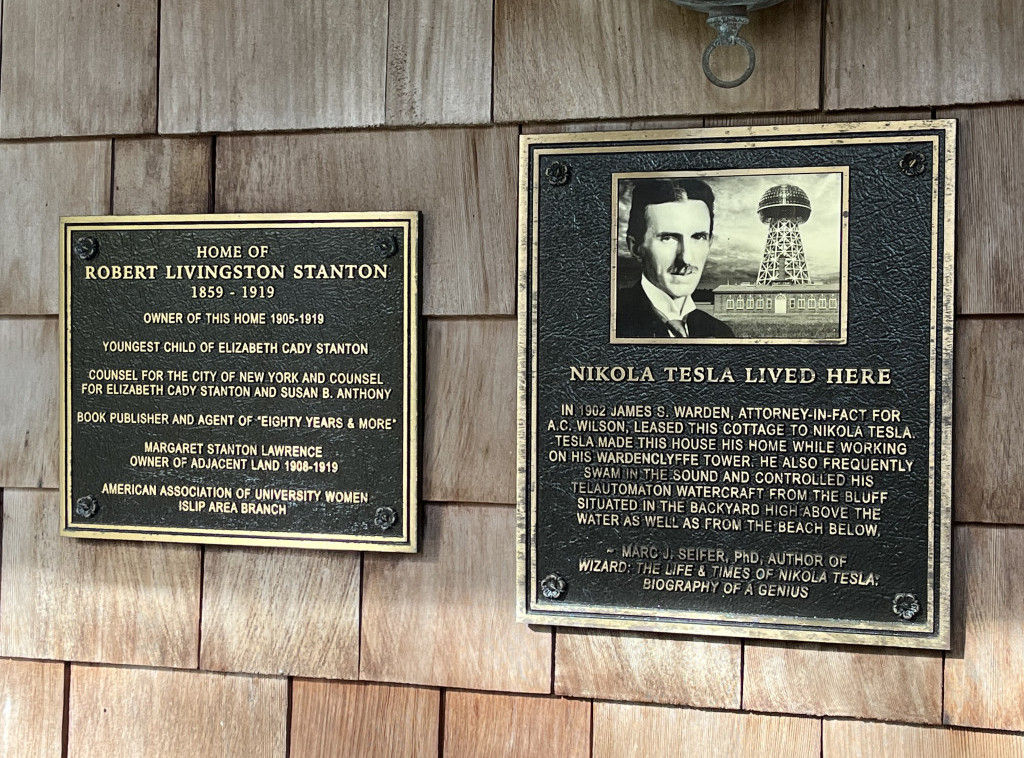 HOME OF
ROBERT LIVINGSTON STANTON
1859 - 1919
OWNER OF THIS HOME 1905-1919
YOUNGEST CHILD OF ELIZABETH CADY STANTON
COUNSEL FOR THE CITY OF NEW YORK AND COUNSEL
FOR ELIZABETH CADY STANTON AND SUSAN B. ANTHONY
BOOK PUBLISHER AND AGENT OF "EIGHTY YEARS & MORE"
MARGARET STANTON LAWRENCE
OWNER OF ADJACENT LAND 1908-1919
AMERICAN ASSOCIATION OF UNIVERSITY WOMEN
ISLIP AREA BRANCH
NIKOLA TESLA LIVED HERE
IN 1902 JAMES S. WARDEN, ATTORNEY-IN-FACT FOR
A.C. WILSON, LEASED THIS COTTAGE TO NIKOLA TESLA.
TESLA MADE THIS HOUSE HIS HOME WHILE WORKING
ON HIS WARDENCLYFFE TOWER. HE ALSO FREQUENTLY
SWAM IN THE SOUND AND CONTROLLED HIS
TELAUTOMATON WATERCRAFT FROM THE BLUFF
SITUATED IN THE BACKYARD HIGH ABOVE THE
WATER AS WELL AS FROM THE BEACH BELOW.
~ MARC J. SEIFER, PhD, AUTHOR OF
WIZARD: THE LIFE & TIMES OF NIKOLA TESLA:
BIOGRAPHY OF A GENIUS